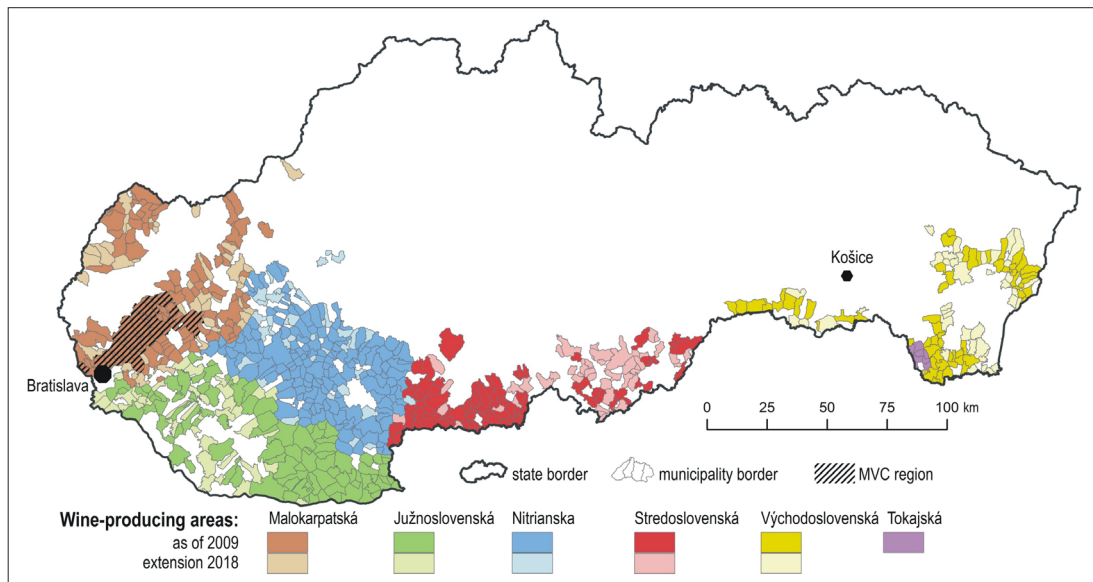 Košice
Bratislava
0 25 50 75 100 km
state border municipality border MVC region
Wine-producing areas: Malokarpatská Južnoslovenská Nitrianska Stredoslovenská Východoslovenská Tokajská
as of 2009
extension 2018